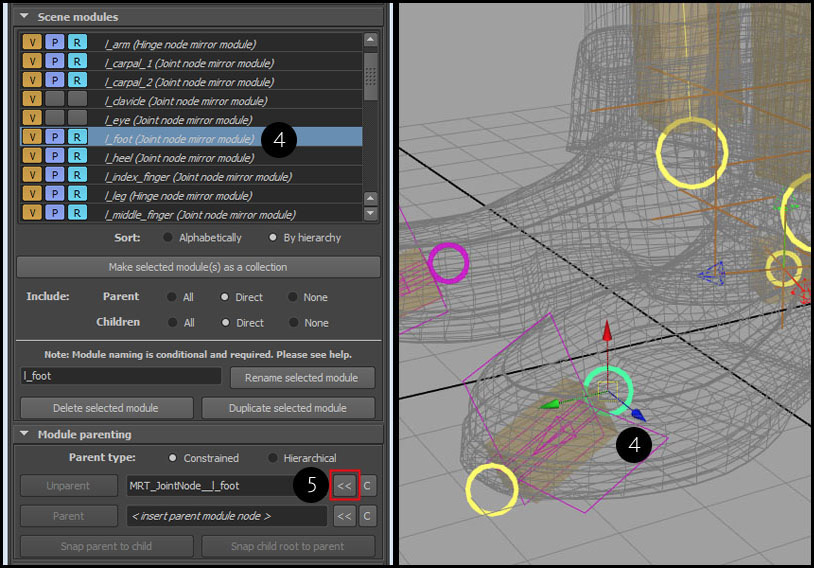 Scene modules
V P R l_arm (Hinge node mirror module)
V P R l_carpal_1 (Joint node mirror module)
V P R l_carpal_2 (Joint node mirror module)
V l_clavicle (Joint node mirror module)
V l_eye (Joint node mirror module)
V P R l_foot (Joint node mirror module) 4
V P R l_heel (Joint node mirror module)
V P R l_index_finger (Joint node mirror module)
V P R l_leg (Hinge node mirror module)
V P R l_middle_finger (Joint node mirror module)
Sort: Alphabetically By hierarchy
Make selected module(s) as a collection
Include: Parent All Direct None
Children All Direct None
Note: Module naming is conditional and required. Please see help.
l_foot Rename selected module
Delete selected module Duplicate selected module
Module parenting
Parent type: Constrained Hierarchical
Unparent MRT_JointNode__l_foot 5 << C
Parent < insert parent module node > << C
Snap parent to child Snap child root to parent
4